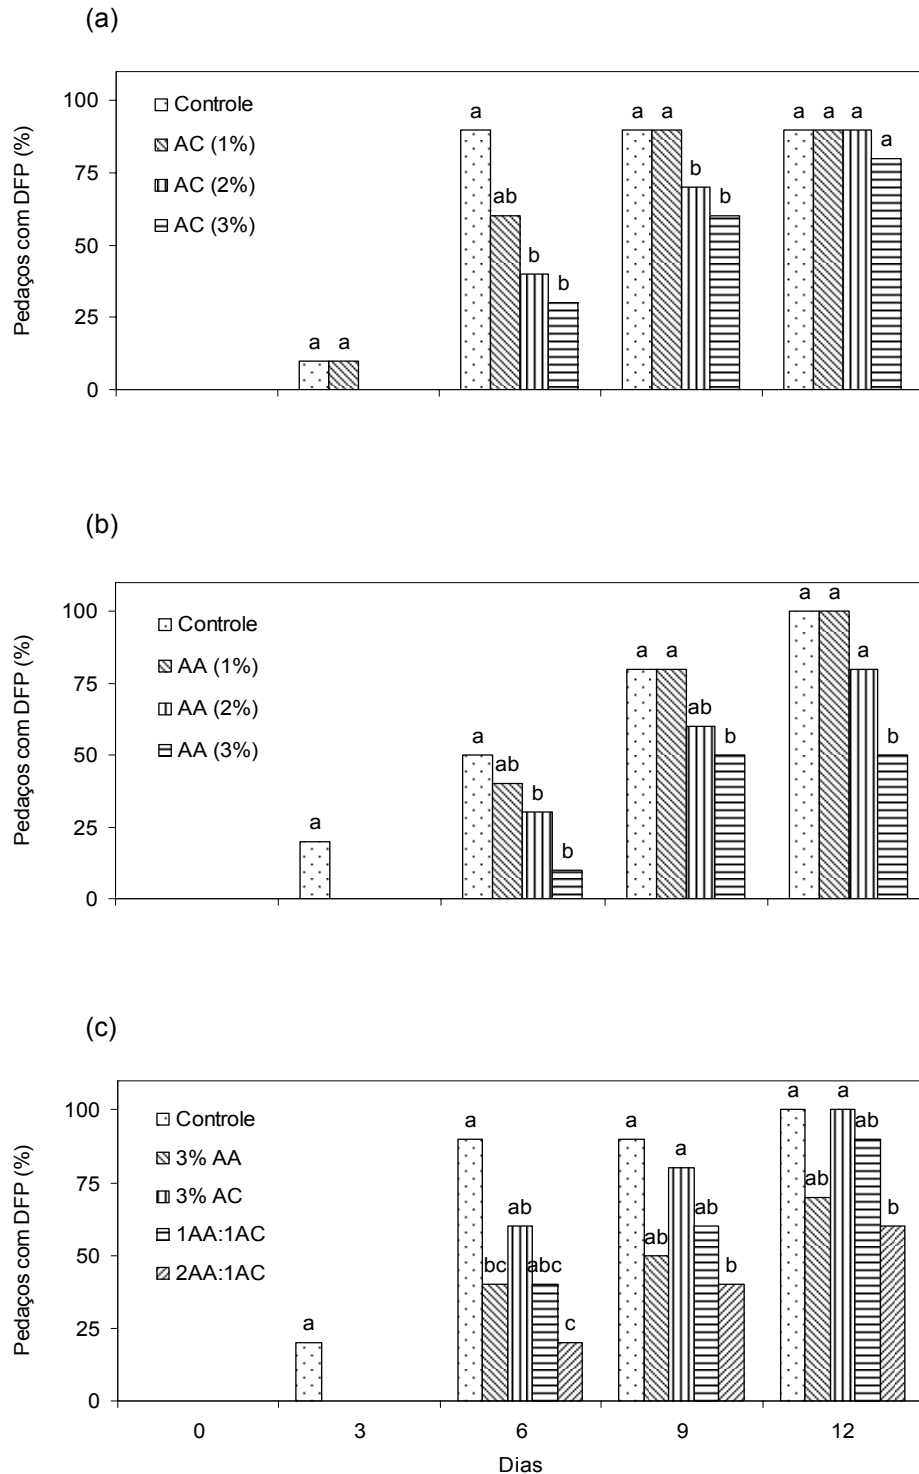 (a)
Pedaços com DFP (%)
100
75
50
25
0
Controle
AC (1%)
AC (2%)
AC (3%)
a a
a ab b b
a a b b
a a a a
(b)
Pedaços com DFP (%)
100
75
50
25
0
Controle
AA (1%)
AA (2%)
AA (3%)
a
a ab b b
a a ab b
a a a b
(c)
Pedaços com DFP (%)
100
75
50
25
0
Controle
3% AA
3% AC
1AA:1AC
2AA:1AC
a
a bc ab abc c
a ab a ab b
a ab a ab b
0 3 6 9 12
Dias